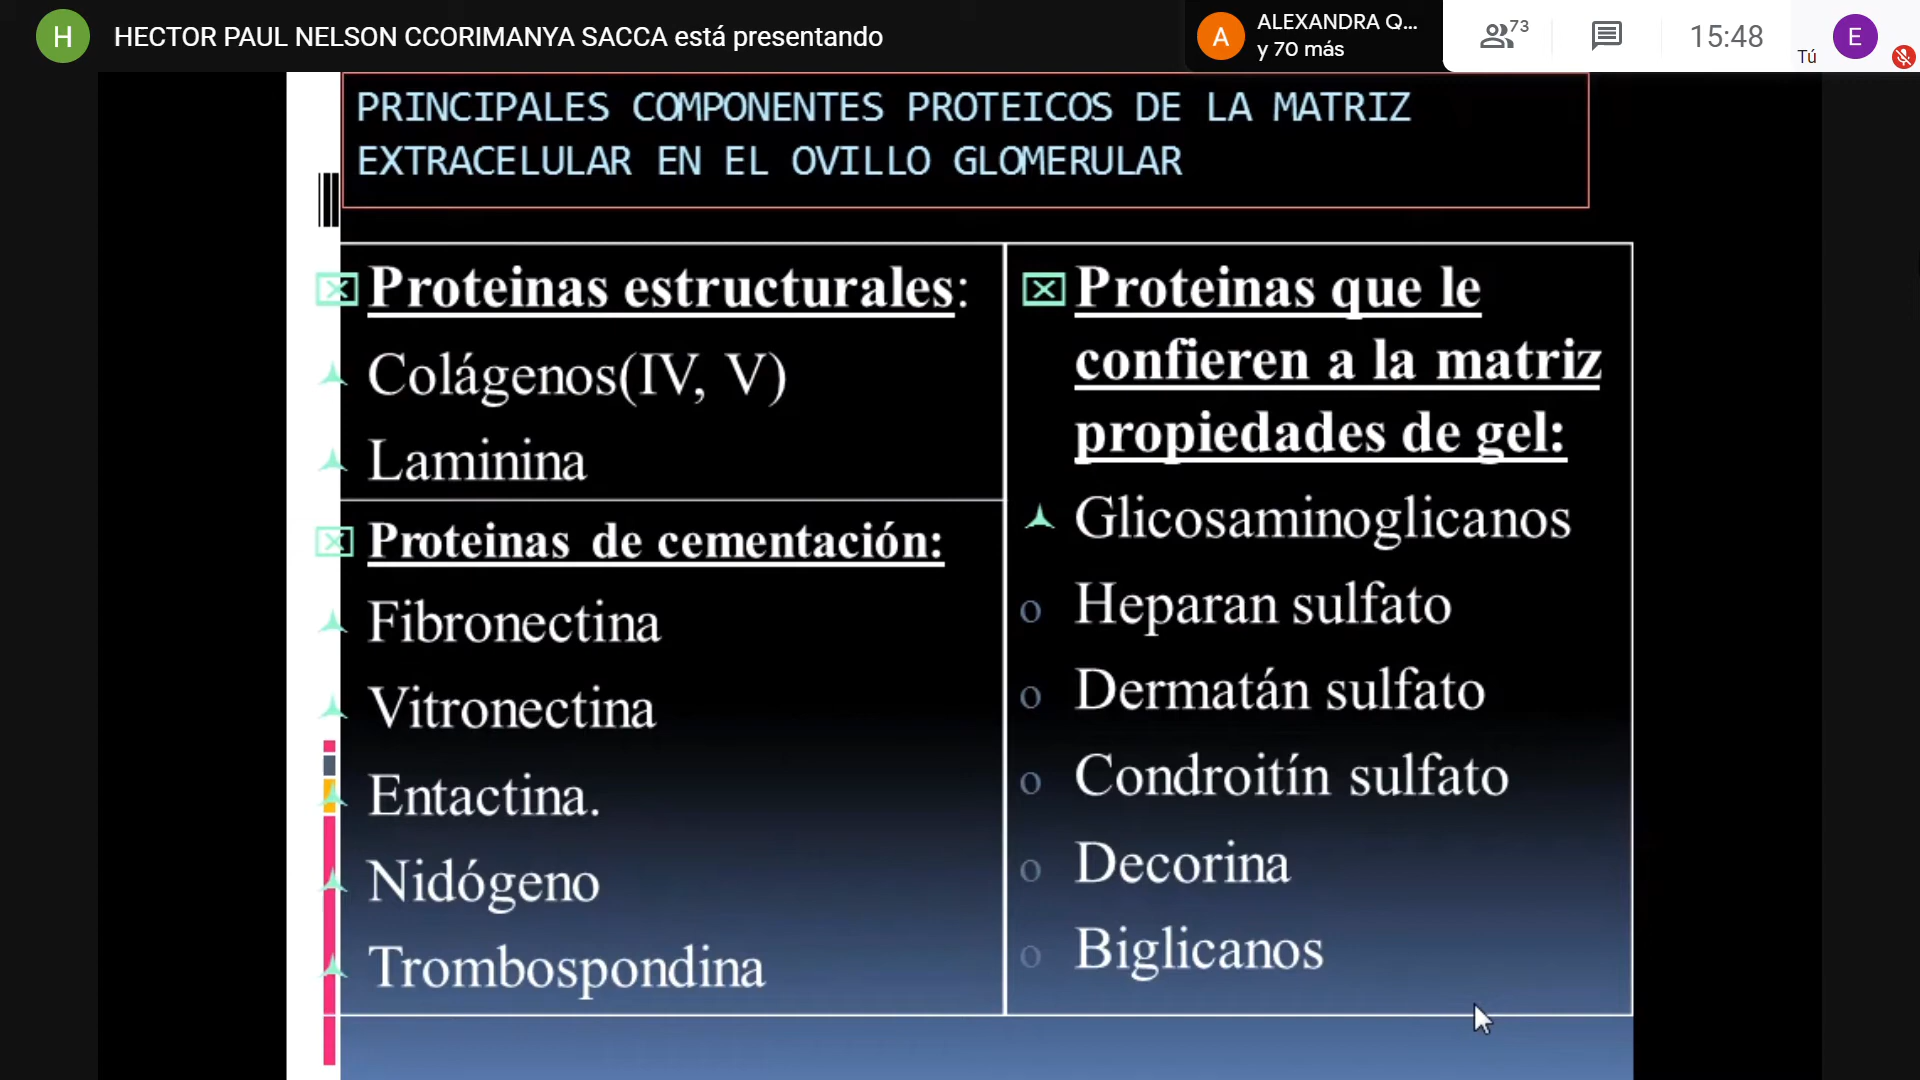 H HECTOR PAUL NELSON CCORIMANYA SACCA está presentando
A ALEXANDRA Q...
y 70 más
73
15:48
Tú
E
PRINCIPALES COMPONENTES PROTEICOS DE LA MATRIZ
EXTRACELULAR EN EL OVILLO GLOMERULAR
Proteinas estructurales:
Colágenos(IV, V)
Laminina
Proteinas de cementación:
Fibronectina
Vitronectina
Entactina.
Nidógeno
Trombospondina
Proteinas que le
confieren a la matriz
propiedades de gel:
Glicosaminoglicanos
o Heparan sulfato
o Dermatán sulfato
o Condroitín sulfato
o Decorina
o Biglicanos